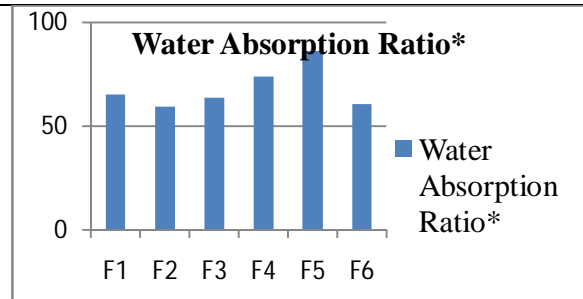 Water Absorption Ratio*
100
50
0
F1 F2 F3 F4 F5 F6
Water
Absorption
Ratio*